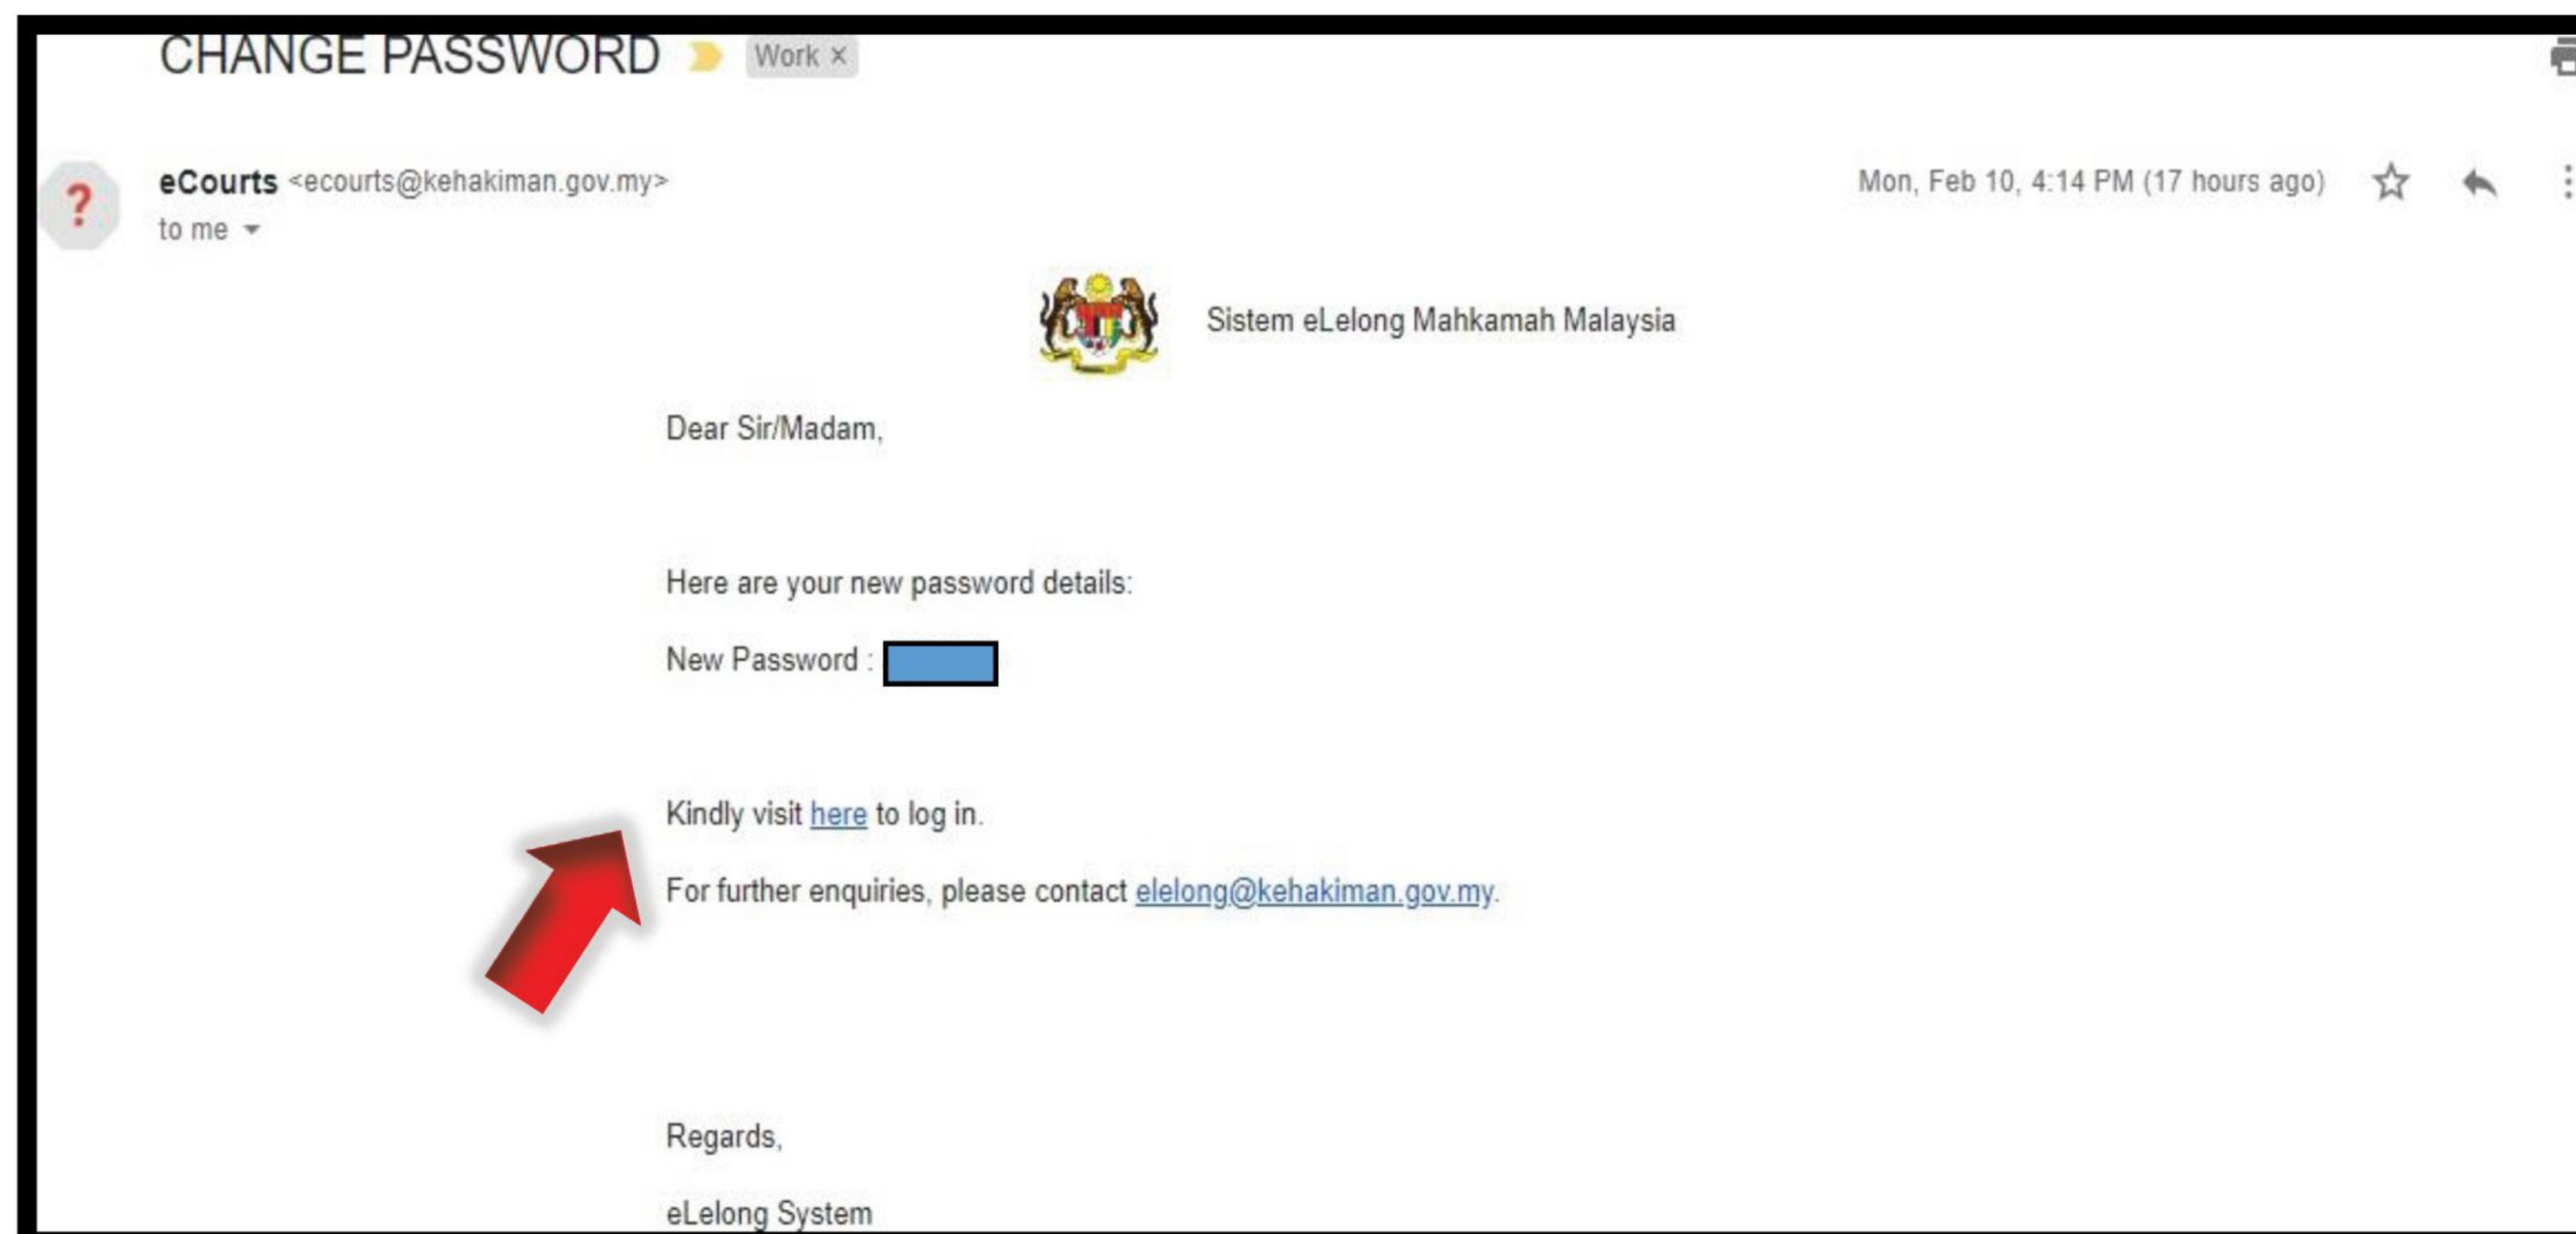 CHANGE PASSWORD Work ×
eCourts <ecourts@kehakiman.gov.my> Mon, Feb 10, 4:14 PM (17 hours ago)
to me
Sistem eLelong Mahkamah Malaysia
Dear Sir/Madam,
Here are your new password details:
New Password :
Kindly visit here to log in.
For further enquiries, please contact elelong@kehakiman.gov.my.
Regards,
eLelong System